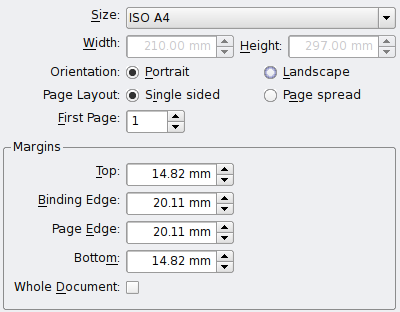 Size: ISO A4
Width: 210.00 mm Height: 297.00 mm
Orientation: Portrait Landscape
Page Layout: Single sided Page spread
First Page: 1
Margins
Top: 14.82 mm
Binding Edge: 20.11 mm
Page Edge: 20.11 mm
Bottom: 14.82 mm
Whole Document: